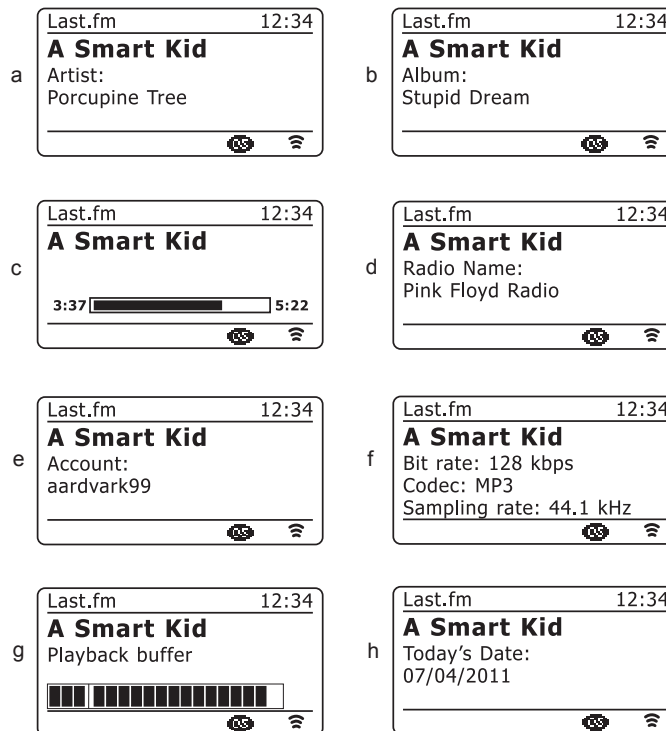 Last.fm 12:34
A Smart Kid
a Artist:
Porcupine Tree
Last.fm 12:34
A Smart Kid
b Album:
Stupid Dream
Last.fm 12:34
A Smart Kid
c
3:37 5:22
Last.fm 12:34
A Smart Kid
d Radio Name:
Pink Floyd Radio
Last.fm 12:34
A Smart Kid
e Account:
aardvark99
Last.fm 12:34
A Smart Kid
f Bit rate: 128 kbps
Codec: MP3
Sampling rate: 44.1 kHz
Last.fm 12:34
A Smart Kid
g Playback buffer
Last.fm 12:34
A Smart Kid
h Today's Date:
07/04/2011